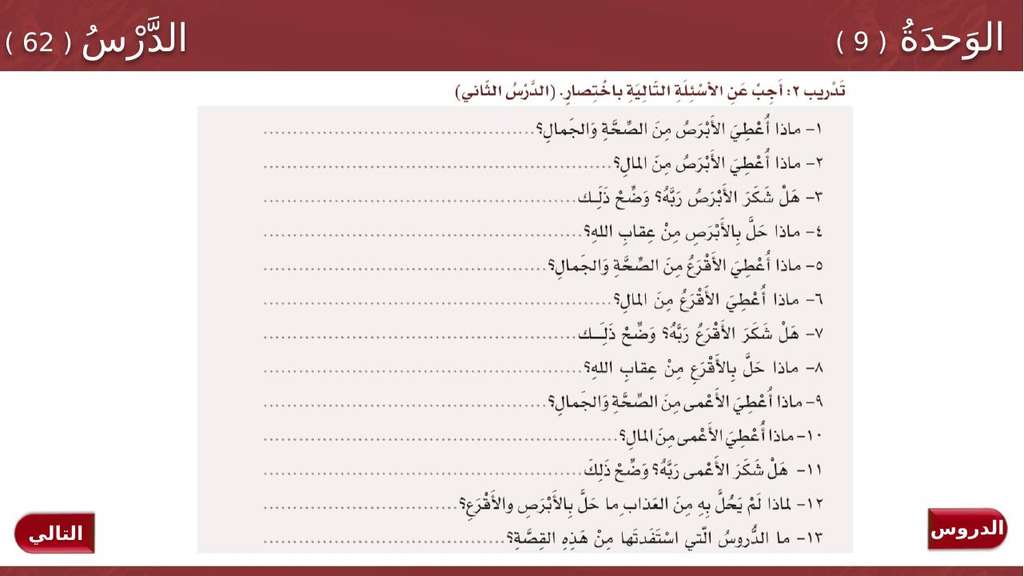 الوَحدَةُ ( 9 )
الدَّرْسُ ( 62 )
تَدْريب ٢: أَجِبْ عَنِ الأَسْئِلَةِ التّالِيَةِ باخْتِصارٍ. (الدَّرْسُ الثّاني)
١- ماذا أُعْطِيَ الأَبْرَصُ مِنَ الصِّحَّةِ وَالجَمالِ؟
٢- ماذا أُعْطِيَ الأَبْرَصُ مِنَ المالِ؟
٣- هَلْ شَكَرَ الأَبْرَصُ رَبَّهُ؟ وَضِّحْ ذَلِـك
٤- ماذا حَلَّ بِالأَبْرَصِ مِنْ عِقابِ اللهِ؟
٥- ماذا أُعْطِيَ الأَقْرَعُ مِنَ الصِّحَّةِ وَالجَمالِ؟
٦- ماذا أُعْطِيَ الأَقْرَعُ مِنَ المالِ؟
٧- هَلْ شَكَرَ الأَقْرَعُ رَبَّهُ؟ وَضِّحْ ذَلِــك
٨- ماذا حَلَّ بِالأَقْرَعِ مِنْ عِقابِ اللهِ؟
٩- ماذا أُعْطِيَ الأَعْمى مِنَ الصِّحَّةِ وَالجَمالِ؟
١٠- ماذا أُعْطِيَ الأَعْمى مِنَ المالِ؟
١١- هَلْ شَكَرَ الأَعْمى رَبَّهُ؟ وَضِّحْ ذَلِكَ
١٢- لماذا لَمْ يَحُلَّ بِهِ مِنَ العَذابِ ما حَلَّ بِالأَبْرَصِ والأَقْرَعِ؟
١٣- ما الدُّروسُ الَّتي اسْتَفَدتَها مِنْ هَذِهِ القِصَّةِ؟
الدروس
التالي